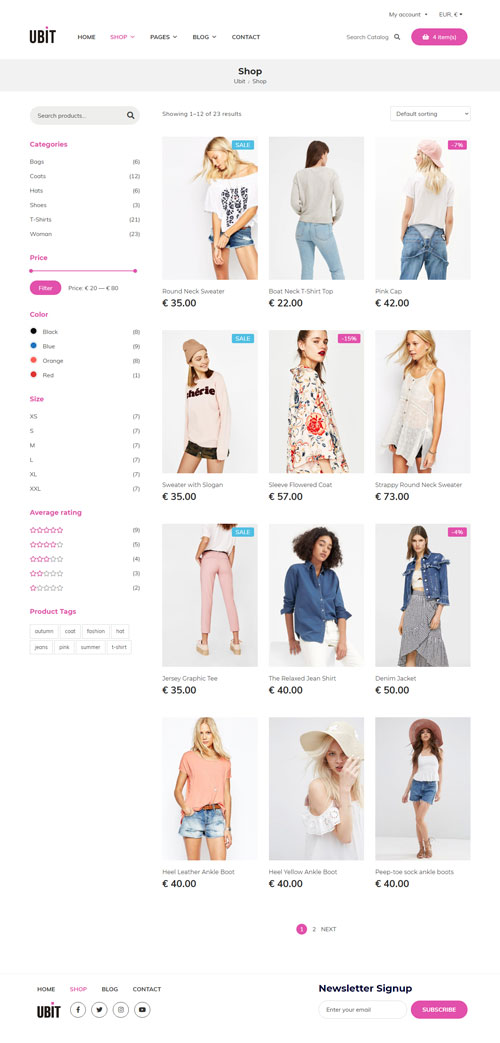 My account EUR, €
UBIT HOME SHOP PAGES BLOG CONTACT Search Catalog 4 item(s)
Shop
Ubit > Shop
Search products...
Categories
Bags (6)
Coats (12)
Hats (6)
Shoes (3)
T-Shirts (21)
Woman (23)
Price
Filter Price: € 20 — € 80
Color
Black (8)
Blue (9)
Orange (8)
Red (1)
Size
XS (7)
S (7)
M (7)
L (7)
XL (7)
XXL (7)
Average rating
(9)
(5)
(4)
(3)
(2)
Product Tags
autumn coat fashion hat
jeans pink summer t-shirt
Showing 1–12 of 23 results Default sorting
SALE -7%
Round Neck Sweater Boat Neck T-Shirt Top Pink Cap
€ 35.00 € 22.00 € 42.00
SALE -15%
chérie
Sweater with Slogan Sleeve Flowered Coat Strappy Round Neck Sweater
€ 35.00 € 57.00 € 73.00
SALE -4%
Jersey Graphic Tee The Relaxed Jean Shirt Denim Jacket
€ 35.00 € 40.00 € 50.00
Heel Leather Ankle Boot Heel Yellow Ankle Boot Peep-toe sock ankle boots
€ 40.00 € 40.00 € 40.00
1 2 NEXT
HOME SHOP BLOG CONTACT Newsletter Signup
UBIT Enter your email SUBSCRIBE